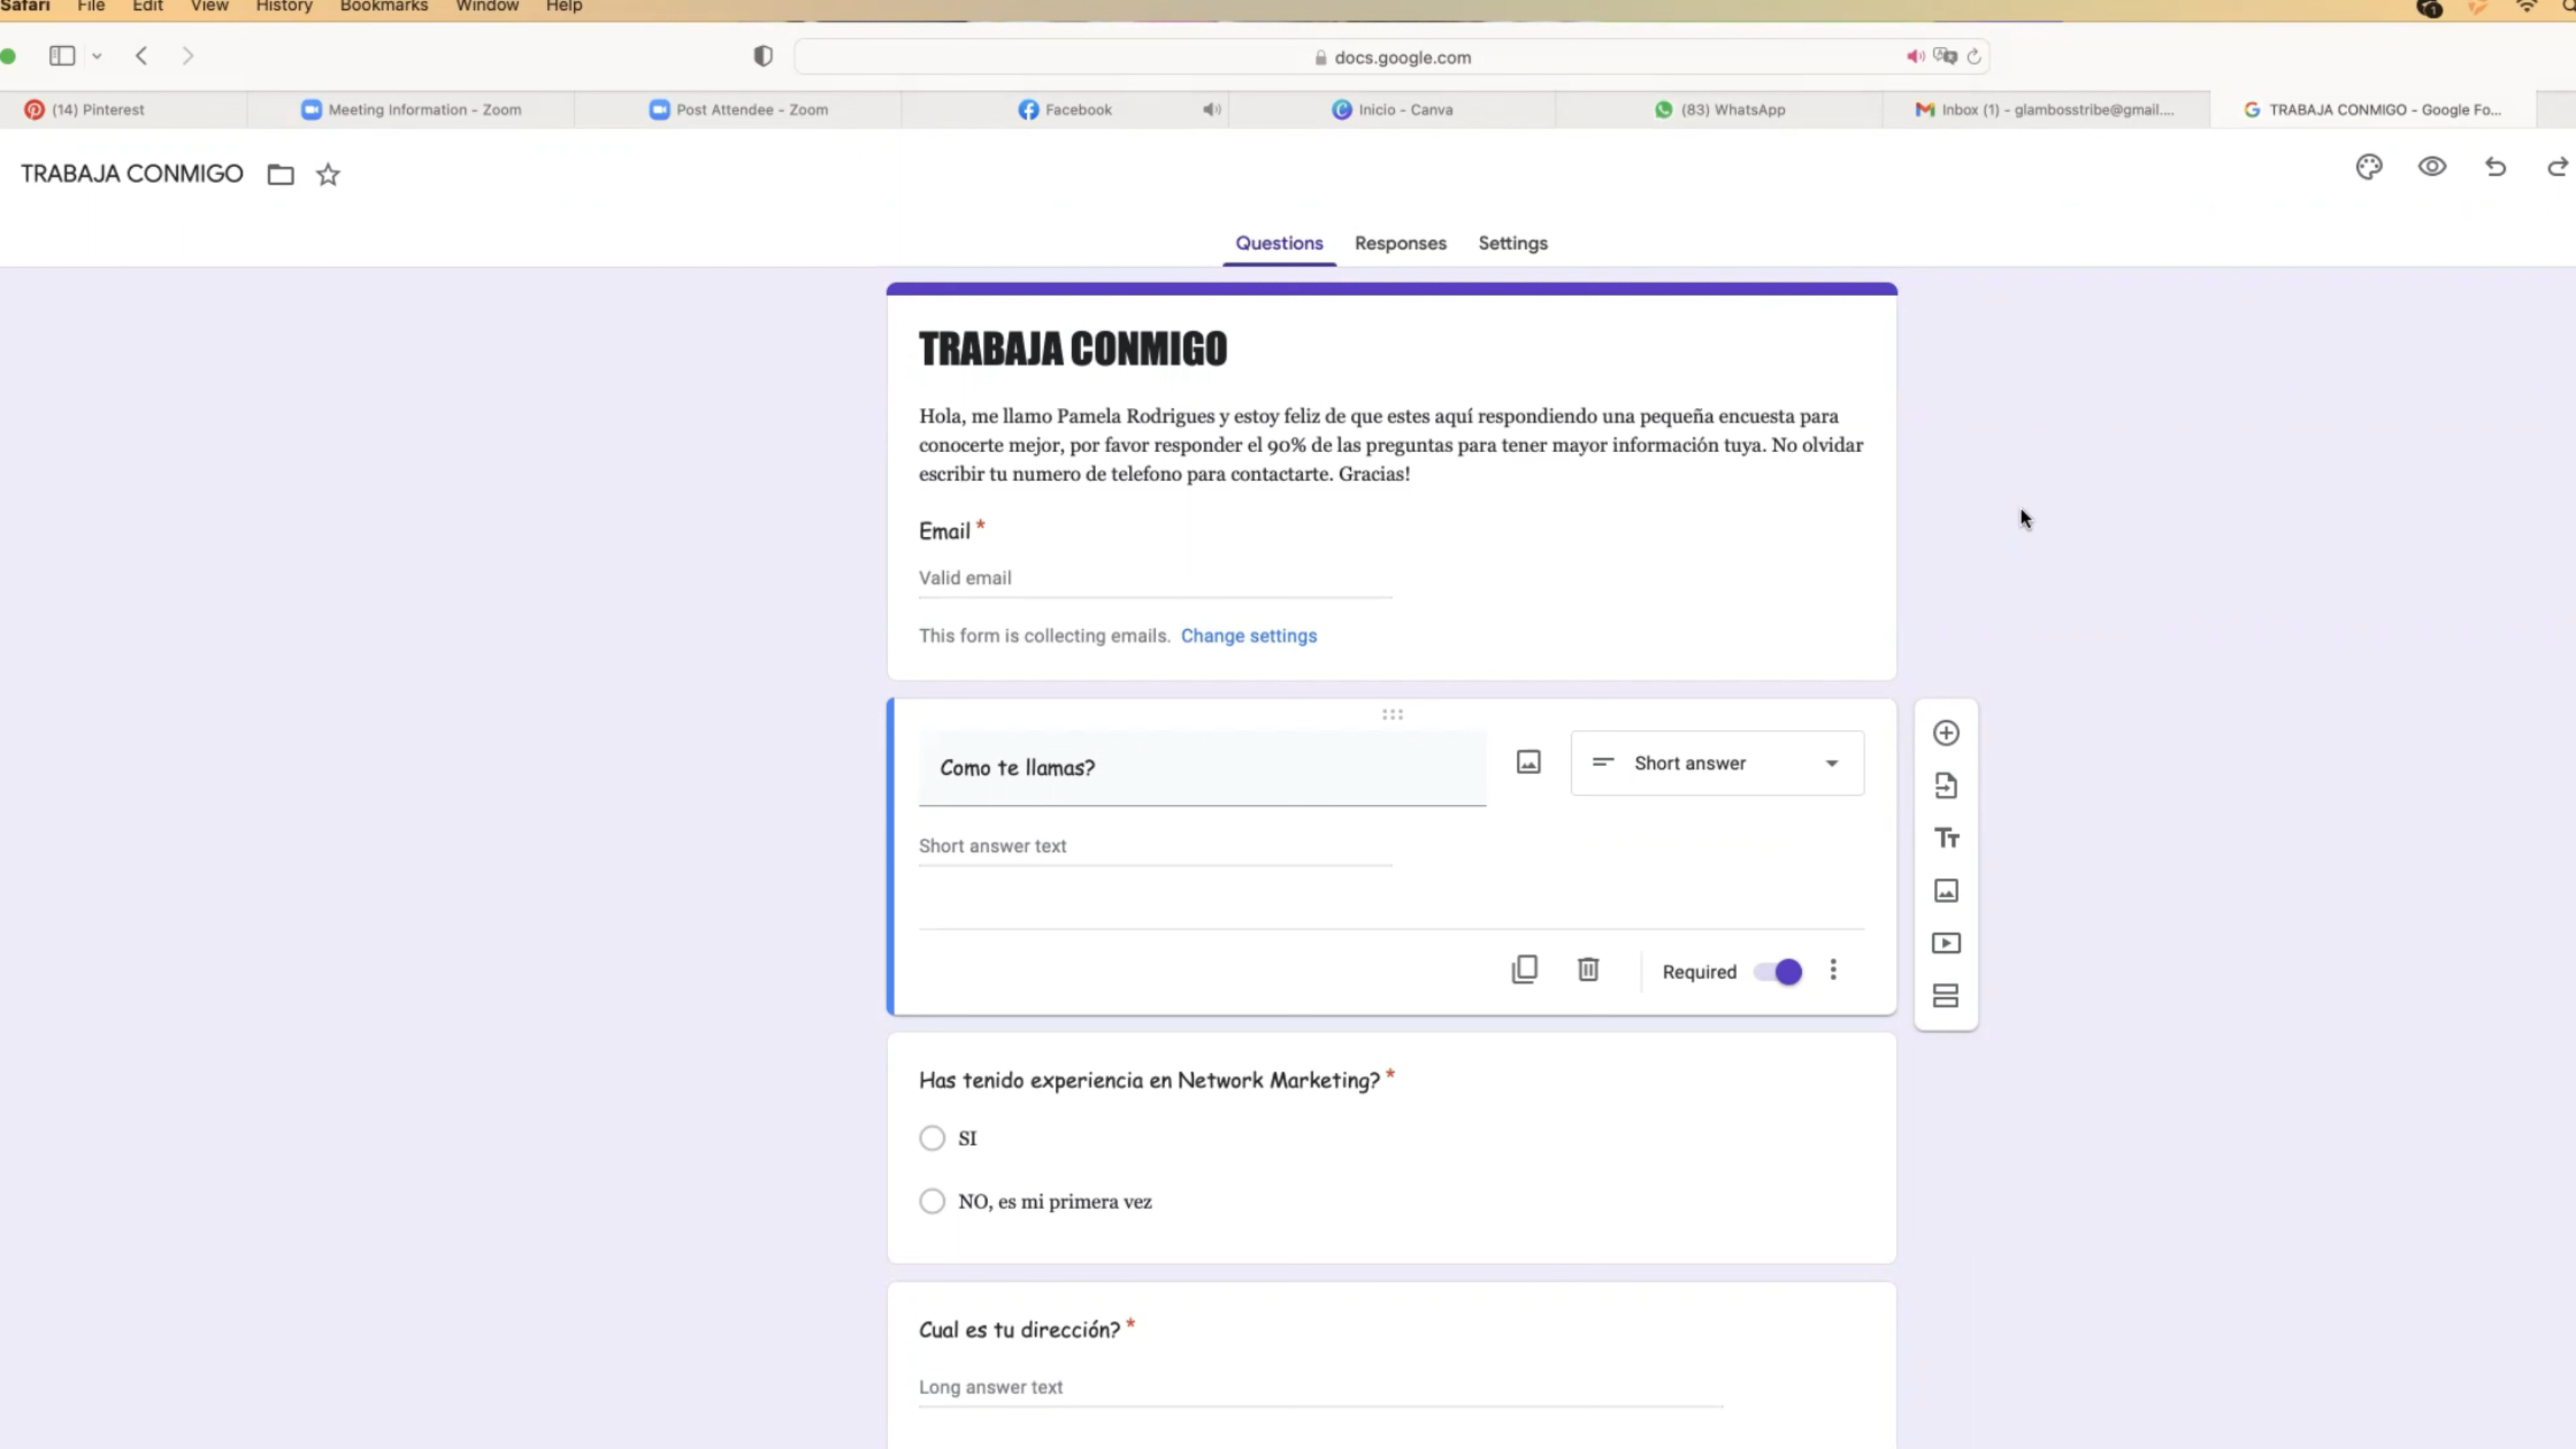 Safari File Edit View History Bookmarks Window Help
1
docs.google.com
(14) Pinterest Meeting Information - Zoom Post Attendee - Zoom Facebook Inicio - Canva (83) WhatsApp Inbox (1) - glambosstribe@gmail.... TRABAJA CONMIGO - Google Fo...
TRABAJA CONMIGO
Questions Responses Settings
TRABAJA CONMIGO
Hola, me llamo Pamela Rodrigues y estoy feliz de que estes aquí respondiendo una pequeña encuesta para
conocerte mejor, por favor responder el 90% de las preguntas para tener mayor información tuya. No olvidar
escribir tu numero de telefono para contactarte. Gracias!
Email *
Valid email
This form is collecting emails. Change settings
Como te llamas?
Short answer
Short answer text
Required
Has tenido experiencia en Network Marketing? *
SI
NO, es mi primera vez
Cual es tu dirección? *
Long answer text